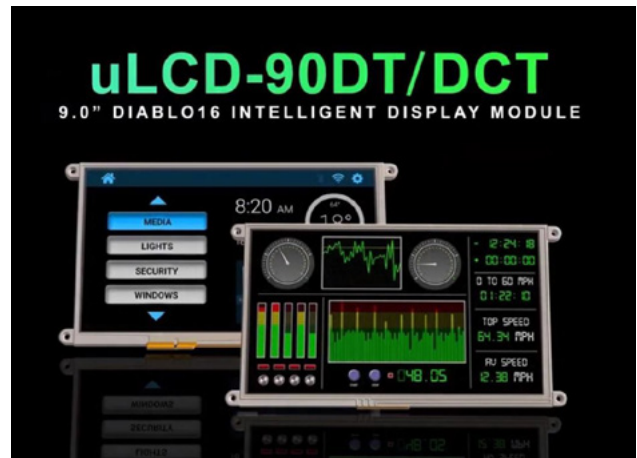 uLCD-90DT/DCT
9.0” DIABLO16 INTELLIGENT DISPLAY MODULE
8:20 AM
MEDIA
LIGHTS
SECURITY
WINDOWS
64°
18°
- 12:24:18
+ 00:00:00
0 TO 60 MPH
01:22:10
TOP SPEED
64.34 MPH
AV SPEED
12.38 MPH
048.05